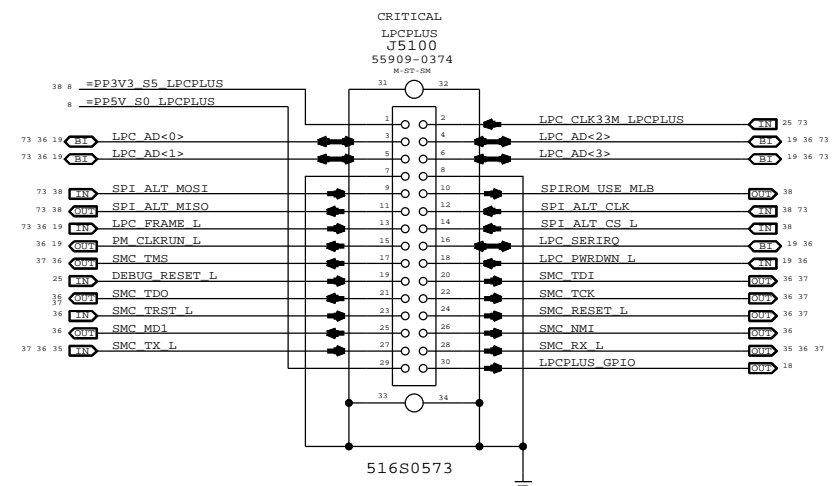 CRITICAL
LPCPLUS
J5100
55909-0374
M-ST-SM
31 32
38 8 =PP3V3_S5_LPCPLUS
8 =PP5V_S0_LPCPLUS
1 2 LPC_CLK33M_LPCPLUS IN 25 73
73 36 19 BI LPC_AD<0> 3 4 LPC_AD<2> BI 19 36 73
73 36 19 BI LPC_AD<1> 5 6 LPC_AD<3> BI 19 36 73
7 8
73 38 IN SPI_ALT_MOSI 9 10 SPIROM_USE_MLB OUT 38
73 38 OUT SPI_ALT_MISO 11 12 SPI_ALT_CLK IN 38 73
73 36 19 IN LPC_FRAME_L 13 14 SPI_ALT_CS_L IN 38
36 19 OUT PM_CLKRUN_L 15 16 LPC_SERIRQ BI 19 36
37 36 OUT SMC_TMS 17 18 LPC_PWRDWN_L IN 19 36
25 IN DEBUG_RESET_L 19 20 SMC_TDI OUT 36 37
36 37 OUT SMC_TDO 21 22 SMC_TCK OUT 36 37
36 IN SMC_TRST_L 23 24 SMC_RESET_L OUT 36 37
36 OUT SMC_MD1 25 26 SMC_NMI OUT 36
37 36 35 IN SMC_TX_L 27 28 SMC_RX_L OUT 35 36 37
29 30 LPCPLUS_GPIO OUT 18
33 34
516S0573